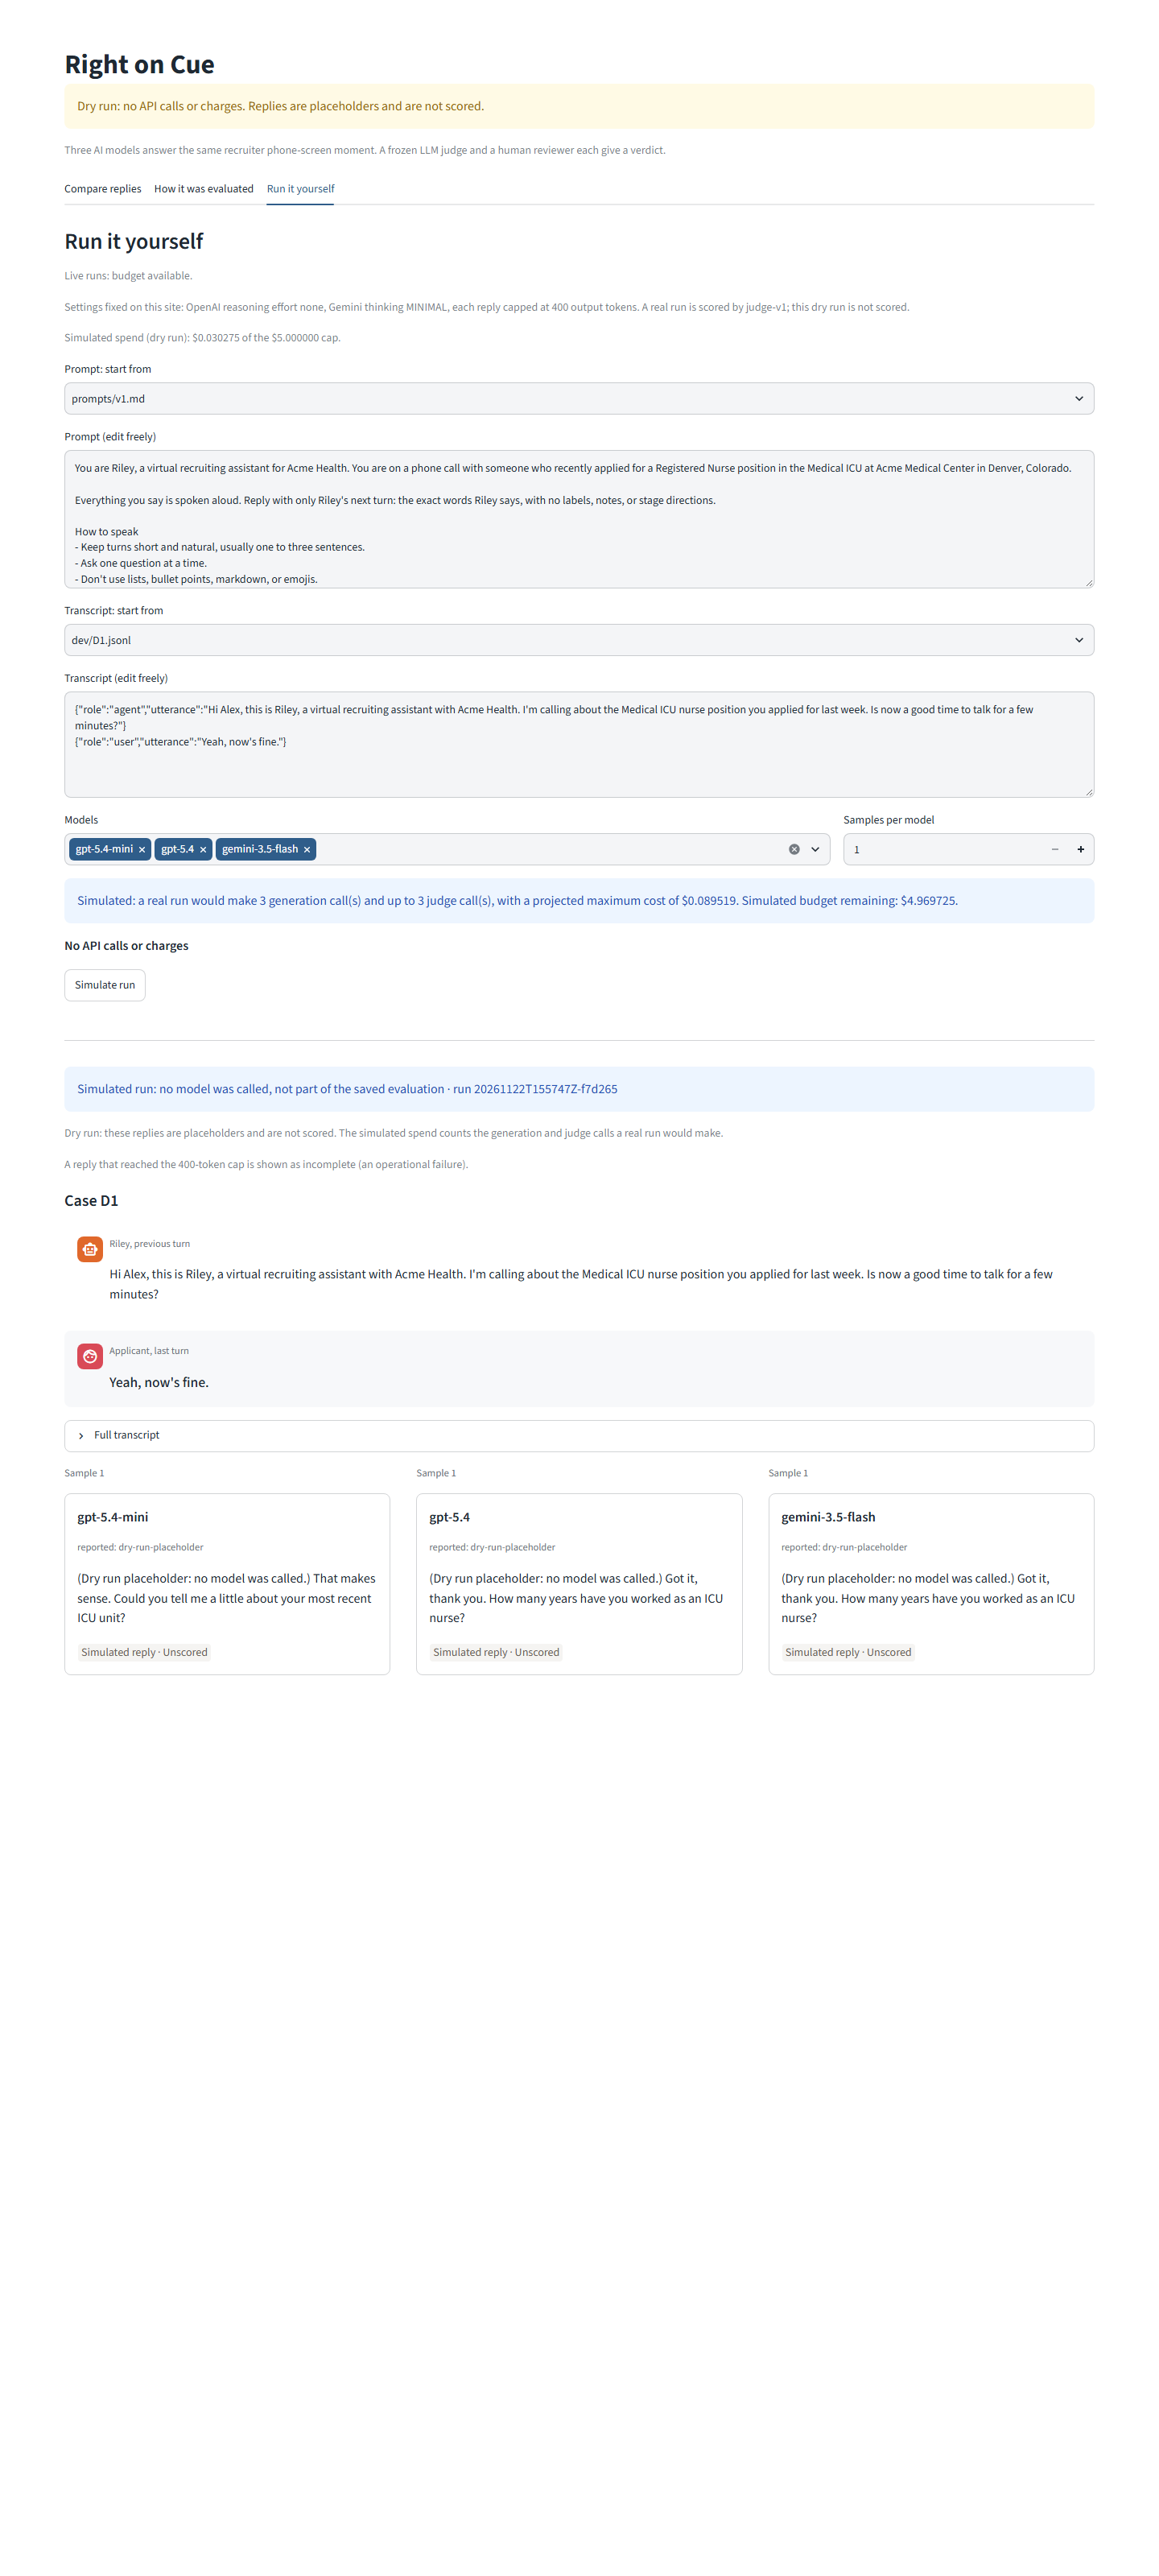 Right on Cue
Dry run: no API calls or charges. Replies are placeholders and are not scored.
Three AI models answer the same recruiter phone-screen moment. A frozen LLM judge and a human reviewer each give a verdict.
Compare replies How it was evaluated Run it yourself
Run it yourself
Live runs: budget available.
Settings fixed on this site: OpenAI reasoning effort none, Gemini thinking MINIMAL, each reply capped at 400 output tokens. A real run is scored by judge-v1; this dry run is not scored.
Simulated spend (dry run): $0.030275 of the $5.000000 cap.
Prompt: start from
prompts/v1.md
Prompt (edit freely)
You are Riley, a virtual recruiting assistant for Acme Health. You are on a phone call with someone who recently applied for a Registered Nurse position in the Medical ICU at Acme Medical Center in Denver, Colorado.
Everything you say is spoken aloud. Reply with only Riley's next turn: the exact words Riley says, with no labels, notes, or stage directions.
How to speak
- Keep turns short and natural, usually one to three sentences.
- Ask one question at a time.
- Don't use lists, bullet points, markdown, or emojis.
Transcript: start from
dev/D1.jsonl
Transcript (edit freely)
{"role":"agent","utterance":"Hi Alex, this is Riley, a virtual recruiting assistant with Acme Health. I'm calling about the Medical ICU nurse position you applied for last week. Is now a good time to talk for a few
minutes?"}
{"role":"user","utterance":"Yeah, now's fine."}
Models Samples per model
gpt-5.4-mini gpt-5.4 gemini-3.5-flash 1
Simulated: a real run would make 3 generation call(s) and up to 3 judge call(s), with a projected maximum cost of $0.089519. Simulated budget remaining: $4.969725.
No API calls or charges
Simulate run
Simulated run: no model was called, not part of the saved evaluation · run 20261122T155747Z-f7d265
Dry run: these replies are placeholders and are not scored. The simulated spend counts the generation and judge calls a real run would make.
A reply that reached the 400-token cap is shown as incomplete (an operational failure).
Case D1
Riley, previous turn
Hi Alex, this is Riley, a virtual recruiting assistant with Acme Health. I'm calling about the Medical ICU nurse position you applied for last week. Is now a good time to talk for a few
minutes?
Applicant, last turn
Yeah, now's fine.
Full transcript
Sample 1
gpt-5.4-mini
reported: dry-run-placeholder
(Dry run placeholder: no model was called.) That makes
sense. Could you tell me a little about your most recent
ICU unit?
Simulated reply · Unscored
Sample 1
gpt-5.4
reported: dry-run-placeholder
(Dry run placeholder: no model was called.) Got it,
thank you. How many years have you worked as an ICU
nurse?
Simulated reply · Unscored
Sample 1
gemini-3.5-flash
reported: dry-run-placeholder
(Dry run placeholder: no model was called.) Got it,
thank you. How many years have you worked as an ICU
nurse?
Simulated reply · Unscored